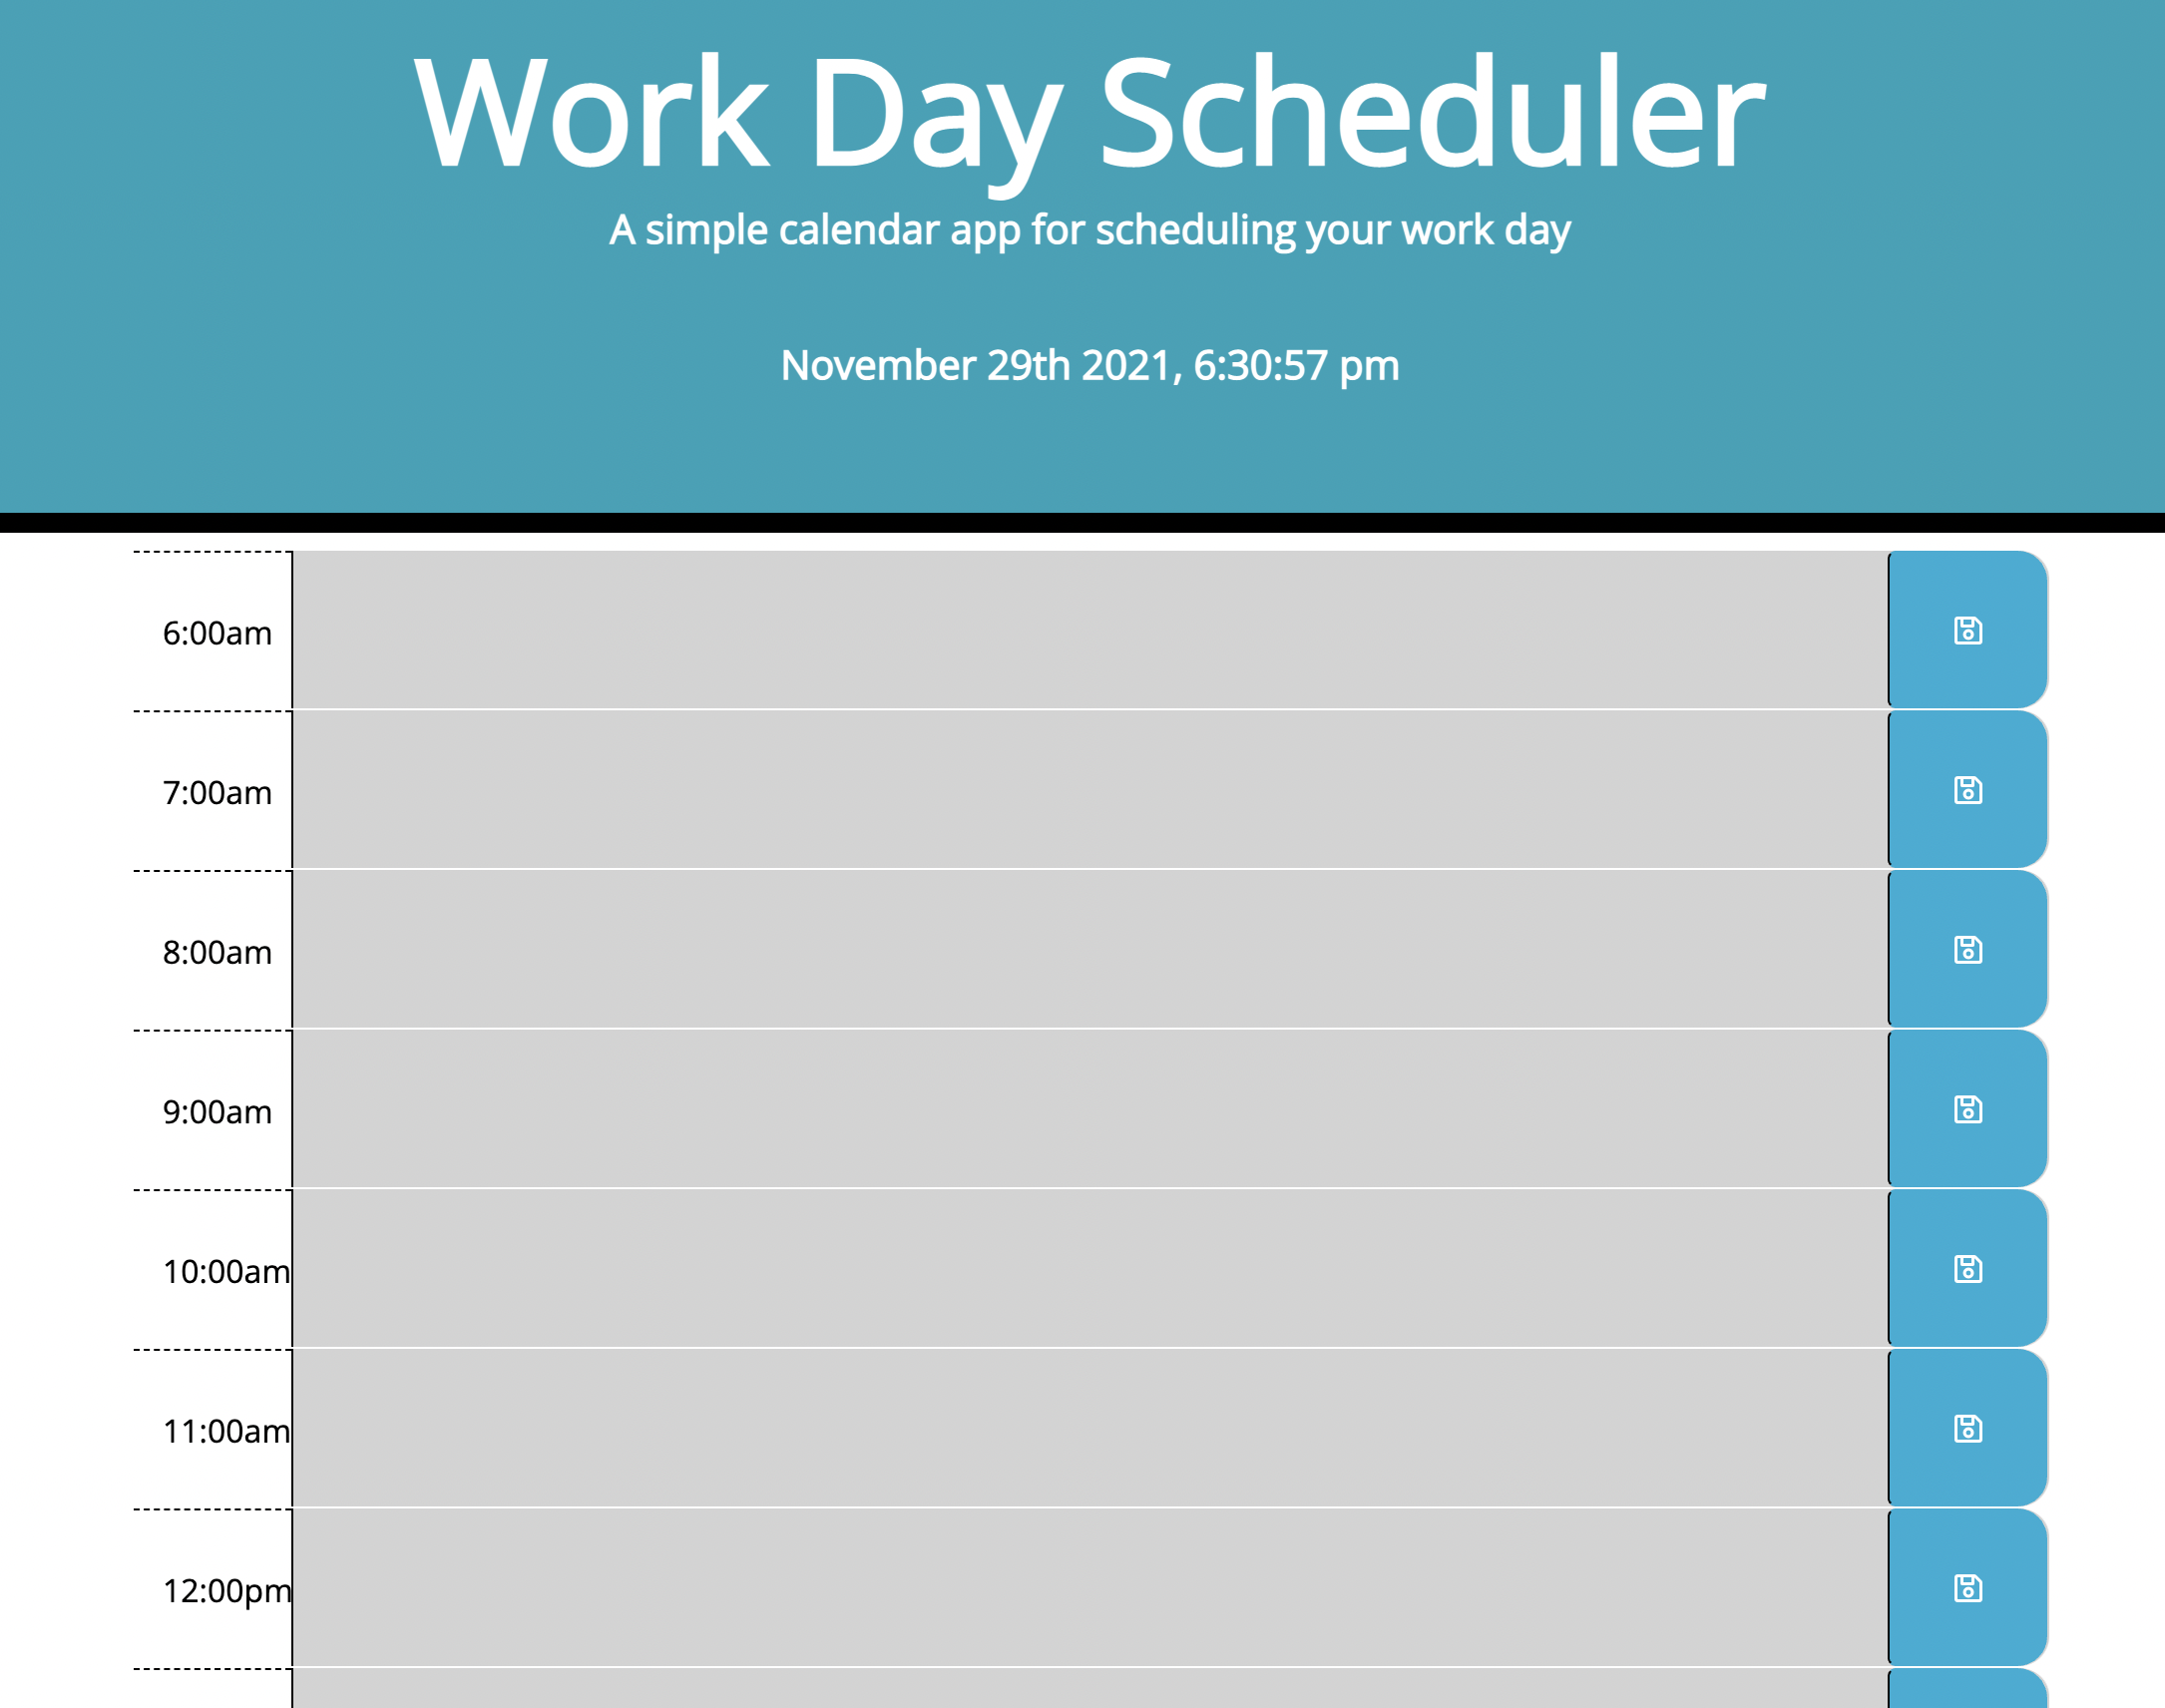 Work Day Scheduler
A simple calendar app for scheduling your work day
November 29th 2021, 6:30:57 pm
6:00am
7:00am
8:00am
9:00am
10:00am
11:00am
12:00pm